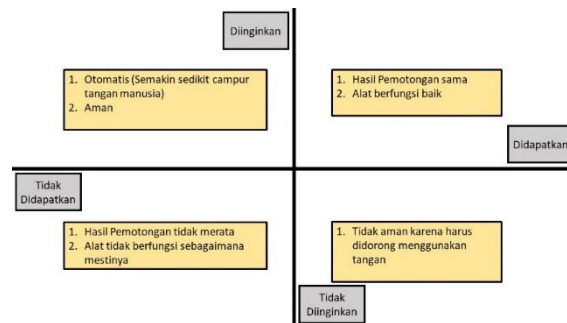 Diinginkan
1. Otomatis (Semakin sedikit campur
tangan manusia)
2. Aman
1. Hasil Pemotongan sama
2. Alat berfungsi baik
Didapatkan
Tidak
Didapatkan
1. Hasil Pemotongan tidak merata
2. Alat tidak berfungsi sebagaimana
mestinya
1. Tidak aman karena harus
didorong menggunakan
tangan
Tidak
Diinginkan